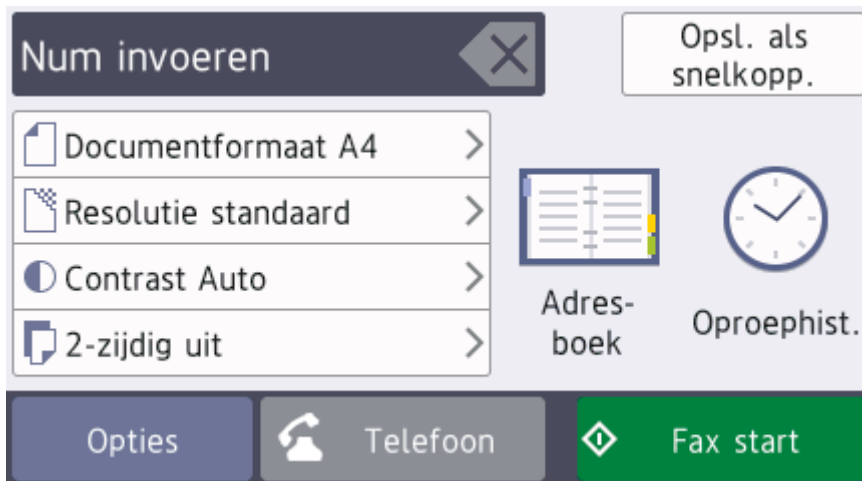 Num invoeren
Opsl. als
snelkopp.
Documentformaat A4
Resolutie standaard
Contrast Auto
2-zijdig uit
Adres-
boek
Oproephist.
Opties
Telefoon
Fax start